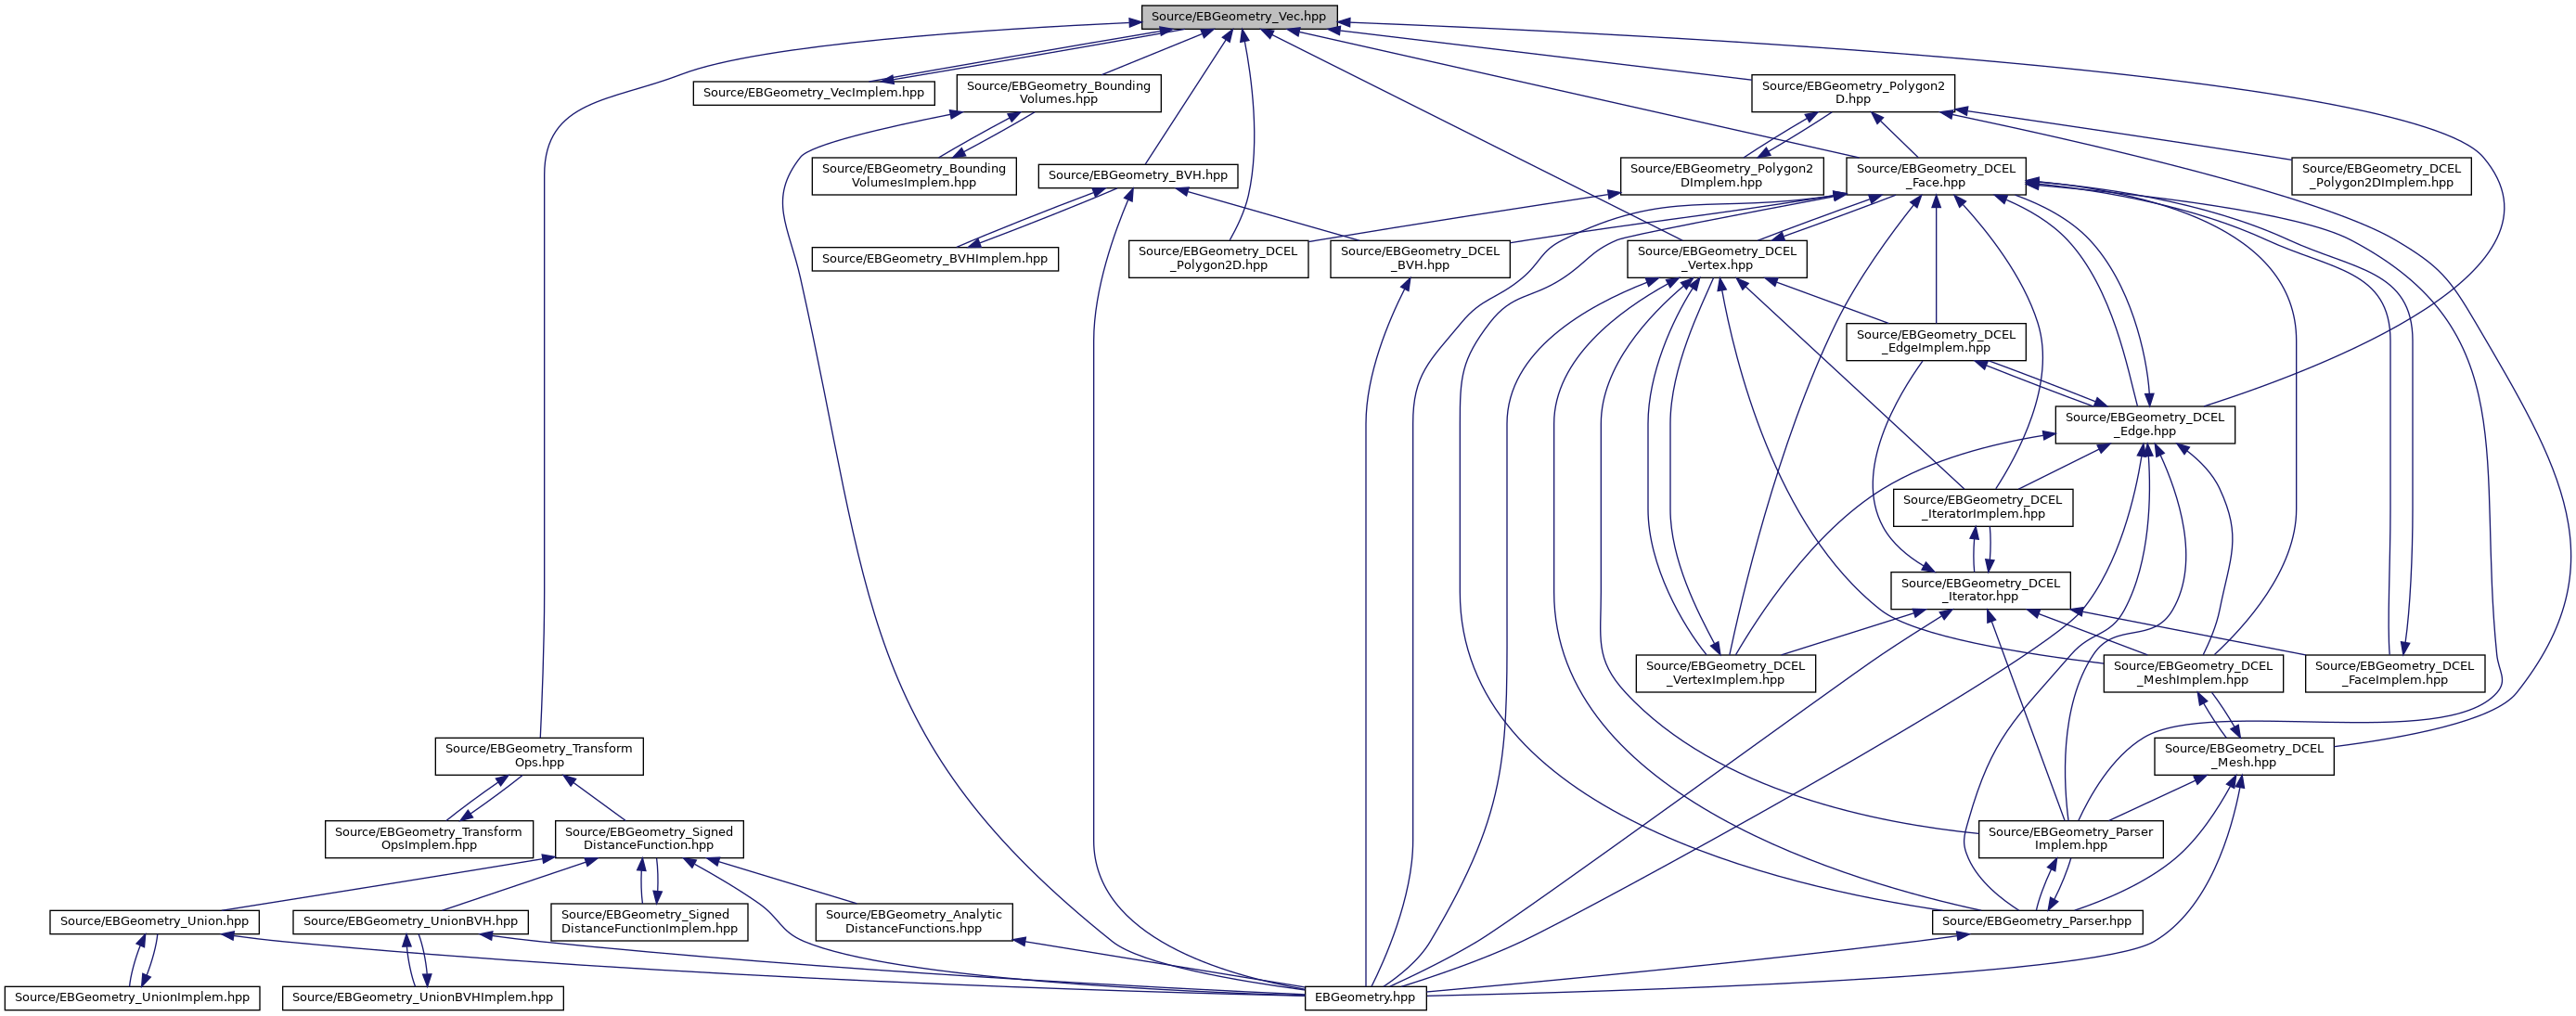 Source/EBGeometry_Vec.hpp
Source/EBGeometry_VecImplem.hpp
Source/EBGeometry_Bounding
Volumes.hpp
Source/EBGeometry_Polygon2
D.hpp
Source/EBGeometry_Bounding
VolumesImplem.hpp
Source/EBGeometry_BVH.hpp
Source/EBGeometry_Polygon2
DImplem.hpp
Source/EBGeometry_DCEL
_Face.hpp
Source/EBGeometry_DCEL
_Polygon2DImplem.hpp
Source/EBGeometry_BVHImplem.hpp
Source/EBGeometry_DCEL
_Polygon2D.hpp
Source/EBGeometry_DCEL
_BVH.hpp
Source/EBGeometry_DCEL
_Vertex.hpp
Source/EBGeometry_DCEL
_EdgeImplem.hpp
Source/EBGeometry_DCEL
_Edge.hpp
Source/EBGeometry_DCEL
_IteratorImplem.hpp
Source/EBGeometry_DCEL
_Iterator.hpp
Source/EBGeometry_DCEL
_VertexImplem.hpp
Source/EBGeometry_DCEL
_MeshImplem.hpp
Source/EBGeometry_DCEL
_FaceImplem.hpp
Source/EBGeometry_Transform
Ops.hpp
Source/EBGeometry_DCEL
_Mesh.hpp
Source/EBGeometry_Transform
OpsImplem.hpp
Source/EBGeometry_Signed
DistanceFunction.hpp
Source/EBGeometry_Parser
Implem.hpp
Source/EBGeometry_Union.hpp
Source/EBGeometry_UnionBVH.hpp
Source/EBGeometry_Signed
DistanceFunctionImplem.hpp
Source/EBGeometry_Analytic
DistanceFunctions.hpp
Source/EBGeometry_Parser.hpp
Source/EBGeometry_UnionImplem.hpp
Source/EBGeometry_UnionBVHImplem.hpp
EBGeometry.hpp